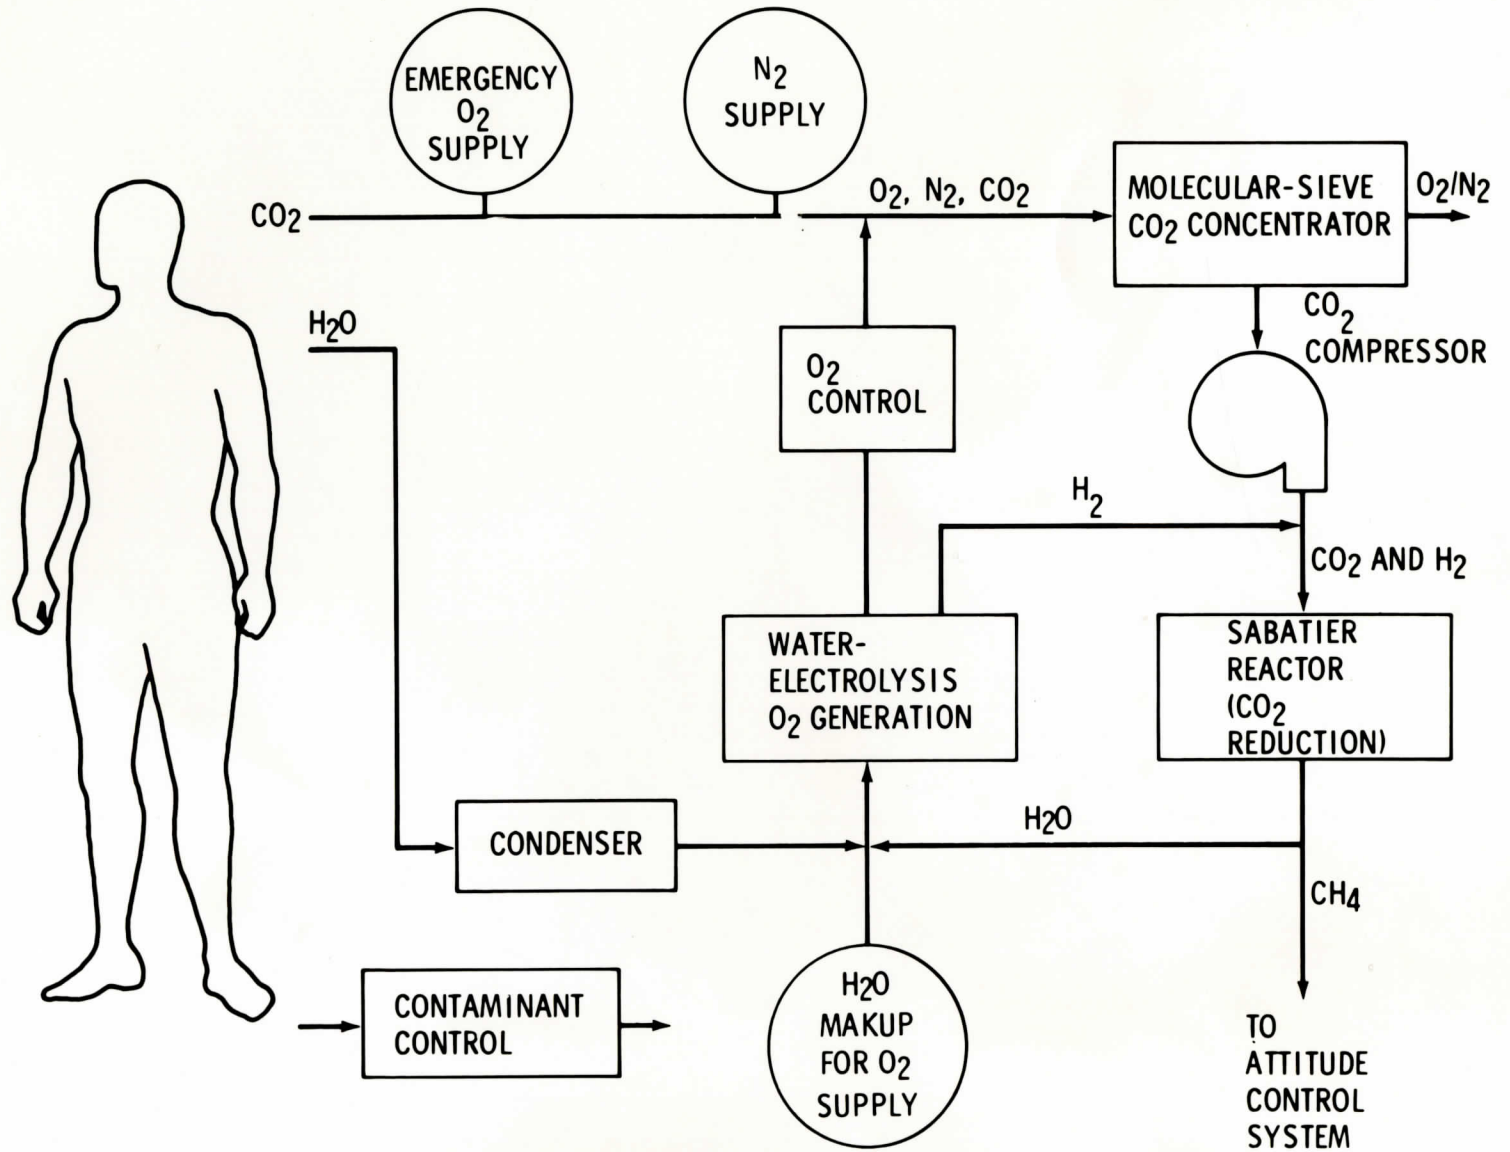 EMERGENCY
O2
SUPPLY
N2
SUPPLY
CO2
O2, N2, CO2
MOLECULAR-SIEVE
CO2 CONCENTRATOR
O2/N2
H2O
O2
CONTROL
CO2
COMPRESSOR
H2
CO2 AND H2
WATER-
ELECTROLYSIS
O2 GENERATION
SABATIER
REACTOR
(CO2
REDUCTION)
CONDENSER
H2O
CH4
CONTAMINANT
CONTROL
H2O
MAKUP
FOR O2
SUPPLY
TO
ATTITUDE
CONTROL
SYSTEM